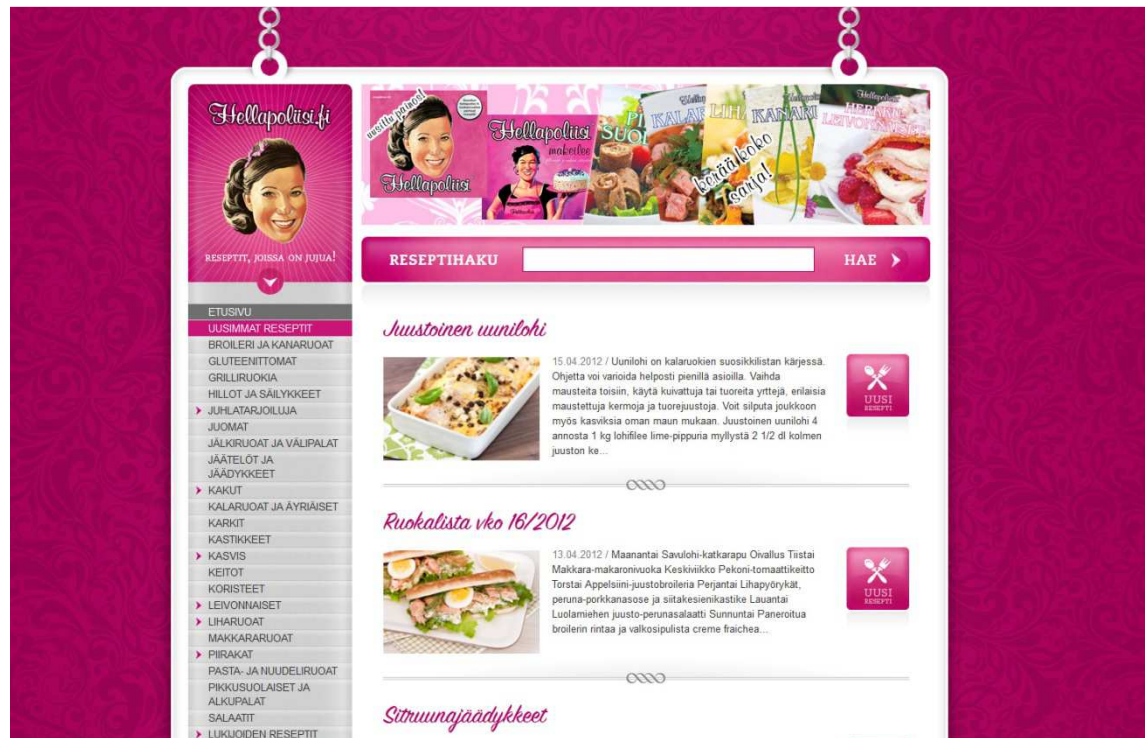 Hellapoliisi.fi
RESEPTIT, JOISSA ON JUJUA!
uusittu painos!
Hellapoliisi
Hellapoliisi
makeilee
PI
SUOL
KALAR
LIHA
KANARI
HERKKU
LEIVONNAISET
kerää koko
sarja!
RESEPTIHAKU
HAE
ETUSIVU
UUSIMMAT RESEPTIT
BROILERI JA KANARUOAT
GLUTEENITTOMAT
GRILLIRUOKIA
HILLOT JA SÄILYKKEET
JUHLATARJOILUJA
JUOMAT
JÄLKIRUOAT JA VÄLIPALAT
JÄÄTELÖT JA
JÄÄDYKKEET
KAKUT
KALARUOAT JA ÄYRIÄISET
KARKIT
KASTIKKEET
KASVIS
KEITOT
KORISTEET
LEIVONNAISET
LIHARUOAT
MAKKARARUOAT
PIIRAKAT
PASTA- JA NUUDELIRUOAT
PIKKUSUOLAISET JA
ALKUPALAT
SALAATIT
LUKIJOIDEN RESEPTIT
Juustoinen uunilohi
15.04.2012 / Uunilohi on kalaruokien suosikkilistan kärjessä.
Ohjetta voi varioida helposti pienillä asioilla. Vaihda
mausteita toisiin, käytä kuivattuja tai tuoreita yrttejä, erilaisia
maustettuja kermoja ja tuorejuustoja. Voit silputa joukkoon
myös kasviksia oman maun mukaan. Juustoinen uunilohi 4
annosta 1 kg lohifilee lime-pippuria myllystä 2 1/2 dl kolmen
juuston ke...
UUSI
RESEPTI
Ruokalista vko 16/2012
13.04.2012 / Maanantai Savulohi-katkarapu Oivallus Tiistai
Makkara-makaronivuoka Keskiviikko Pekoni-tomaattikeitto
Torstai Appelsiini-juustobroileria Perjantai Lihapyörykät,
peruna-porkkanasose ja siitakesienikastike Lauantai
Luolamiehen juusto-perunasalaatti Sunnuntai Paneroitua
broilerin rintaa ja valkosipulista creme fraichea...
UUSI
RESEPTI
Sitruunajäädykkeet